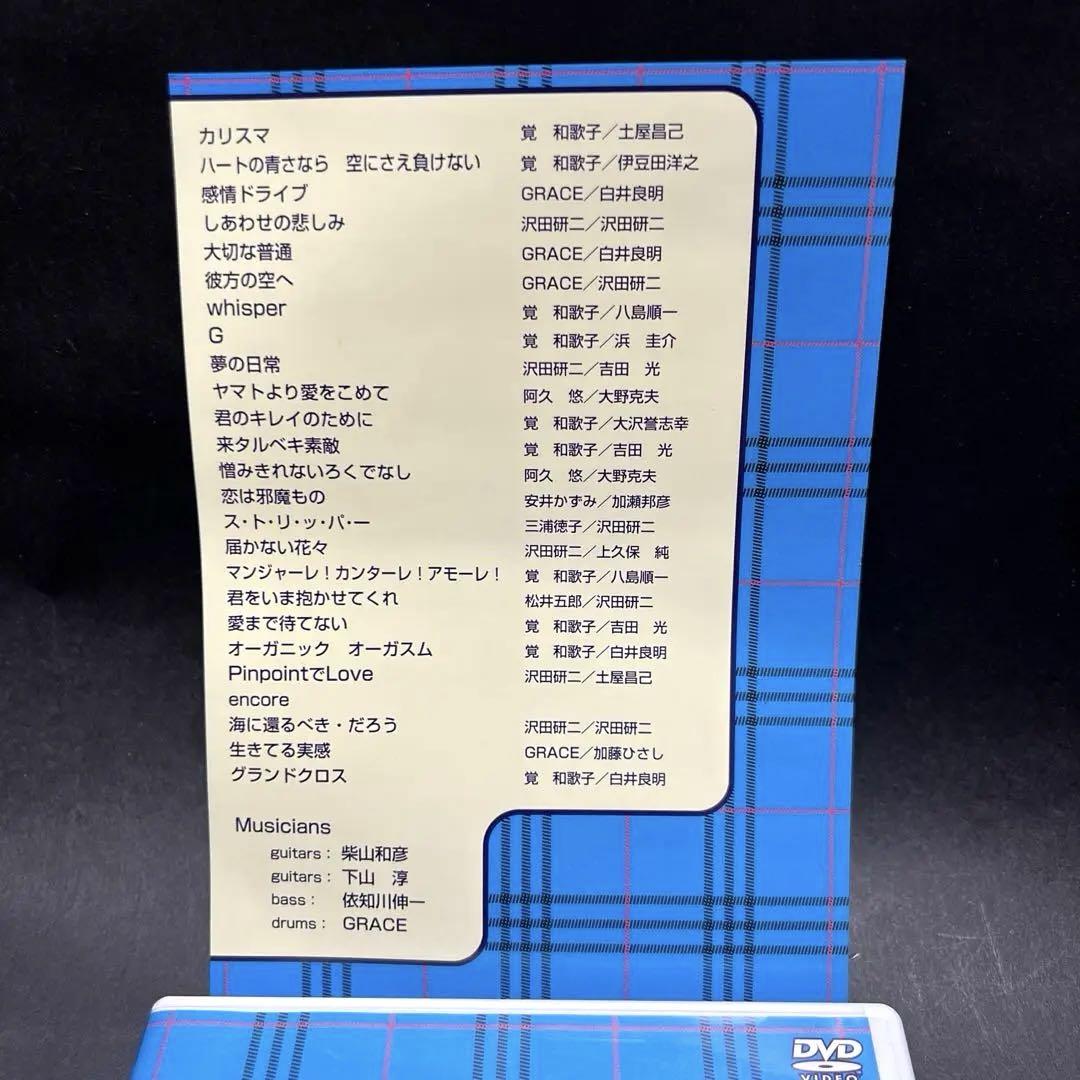 カリスマ 覚 和歌子／土屋昌己
ハートの青さなら 空にさえ負けない 覚 和歌子／伊豆田洋之
感情ドライブ GRACE／白井良明
しあわせの悲しみ 沢田研二／沢田研二
大切な普通 GRACE／白井良明
彼方の空へ GRACE／沢田研二
whisper 覚 和歌子／八島順一
G 覚 和歌子／浜 圭介
夢の日常 沢田研二／吉田 光
ヤマトより愛をこめて 阿久 悠／大野克夫
君のキレイのために 覚 和歌子／大沢誉志幸
来タルベキ素敵 覚 和歌子／吉田 光
憎みきれないろくでなし 阿久 悠／大野克夫
恋は邪魔もの 安井かずみ／加瀬邦彦
ス・ト・リ・ッ・パ・ー 三浦徳子／沢田研二
届かない花々 沢田研二／上久保 純
マンジャーレ！カンターレ！アモーレ！ 覚 和歌子／八島順一
君をいま抱かせてくれ 松井五郎／沢田研二
愛まで待てない 覚 和歌子／吉田 光
オーガニック オーガスム 覚 和歌子／白井良明
PinpointでLove 沢田研二／土屋昌己
encore
海に還るべき・だろう 沢田研二／沢田研二
生きてる実感 GRACE／加藤ひさし
グランドクロス 覚 和歌子／白井良明
Musicians
guitars： 柴山和彦
guitars： 下山 淳
bass： 依知川伸一
drums： GRACE
DVD
VIDEO